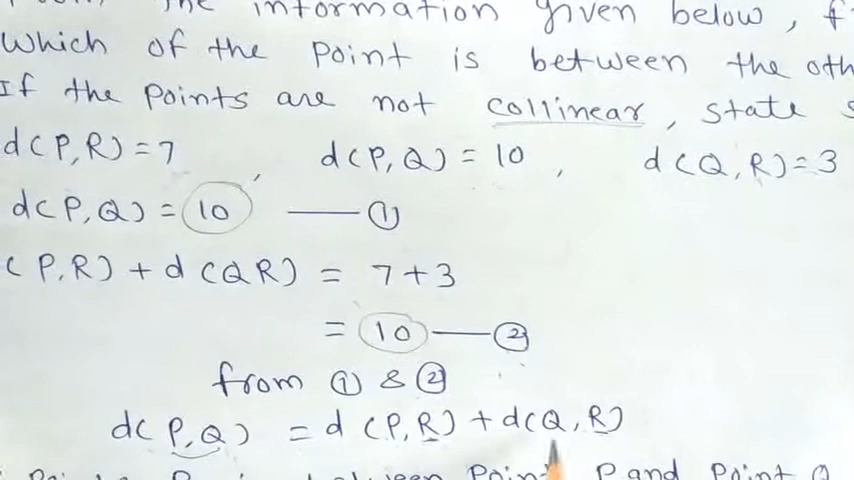 the information given below,
Which of the point is between the
If the points are not collinear, state
d(P,R) = 7 , d(P,Q) = 10 , d(Q,R) = 3
d(P,Q) = 10 —— ①
(P,R) + d(QR) = 7+3
= 10 —— ②
from ① & ②
d(P,Q) = d(P,R) + d(Q,R)
Point P and Point Q